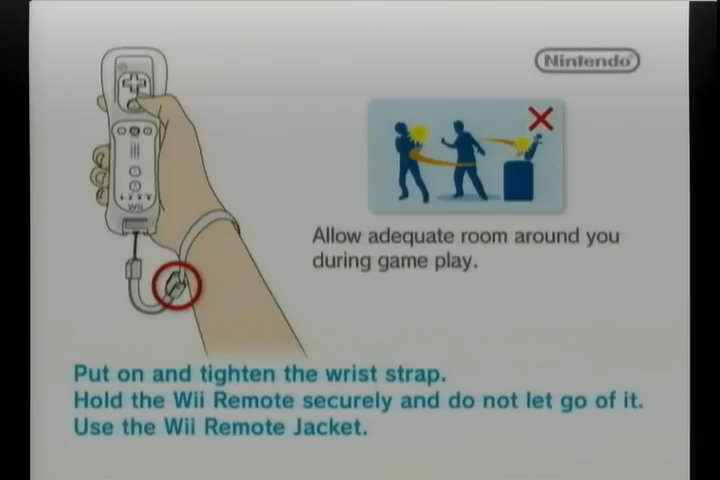 Nintendo
Allow adequate room around you
during game play.
Wii
Put on and tighten the wrist strap.
Hold the Wii Remote securely and do not let go of it.
Use the Wii Remote Jacket.